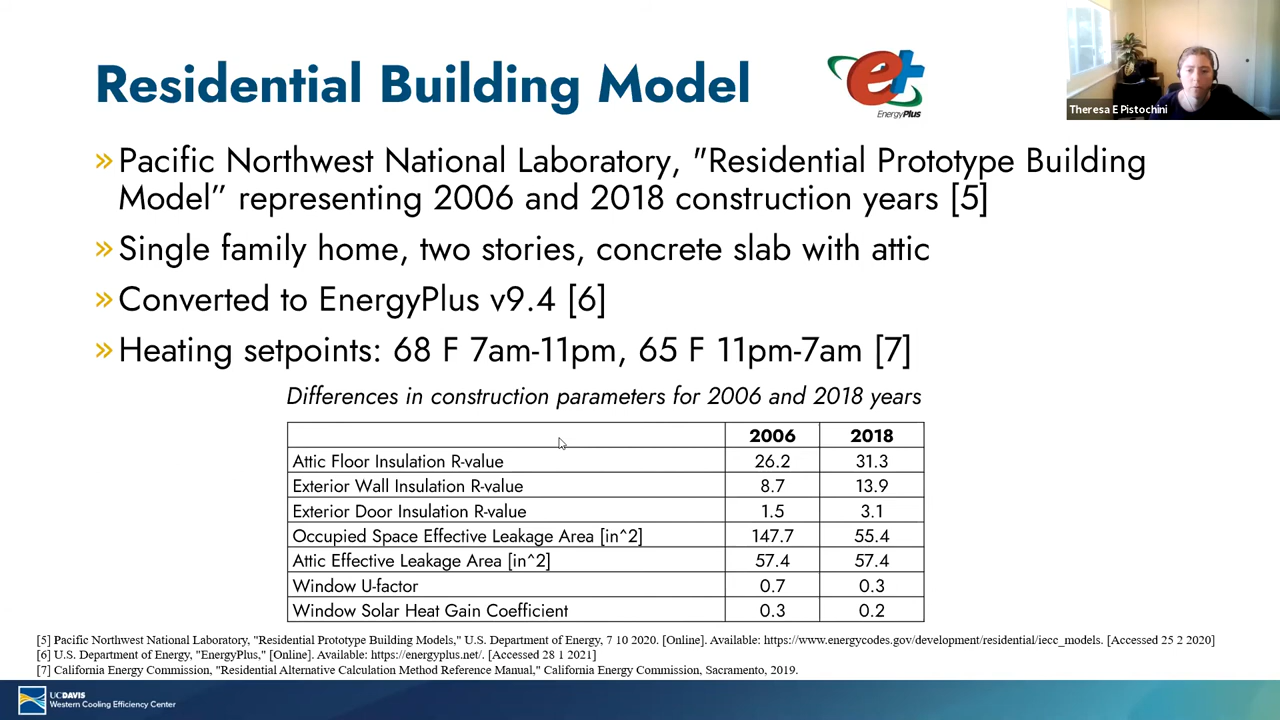 Residential Building Model
e+
EnergyPlus
Theresa E Pistochini
» Pacific Northwest National Laboratory, "Residential Prototype Building
Model” representing 2006 and 2018 construction years [5]
» Single family home, two stories, concrete slab with attic
» Converted to EnergyPlus v9.4 [6]
» Heating setpoints: 68 F 7am-11pm, 65 F 11pm-7am [7]
Differences in construction parameters for 2006 and 2018 years
2006 2018
Attic Floor Insulation R-value 26.2 31.3
Exterior Wall Insulation R-value 8.7 13.9
Exterior Door Insulation R-value 1.5 3.1
Occupied Space Effective Leakage Area [in^2] 147.7 55.4
Attic Effective Leakage Area [in^2] 57.4 57.4
Window U-factor 0.7 0.3
Window Solar Heat Gain Coefficient 0.3 0.2
[5] Pacific Northwest National Laboratory, "Residential Prototype Building Models," U.S. Department of Energy, 7 10 2020. [Online]. Available: https://www.energycodes.gov/development/residential/iecc_models. [Accessed 25 2 2020]
[6] U.S. Department of Energy, "EnergyPlus," [Online]. Available: https://energyplus.net/. [Accessed 28 1 2021]
[7] California Energy Commission, "Residential Alternative Calculation Method Reference Manual," California Energy Commission, Sacramento, 2019.
UCDAVIS
Western Cooling Efficiency Center